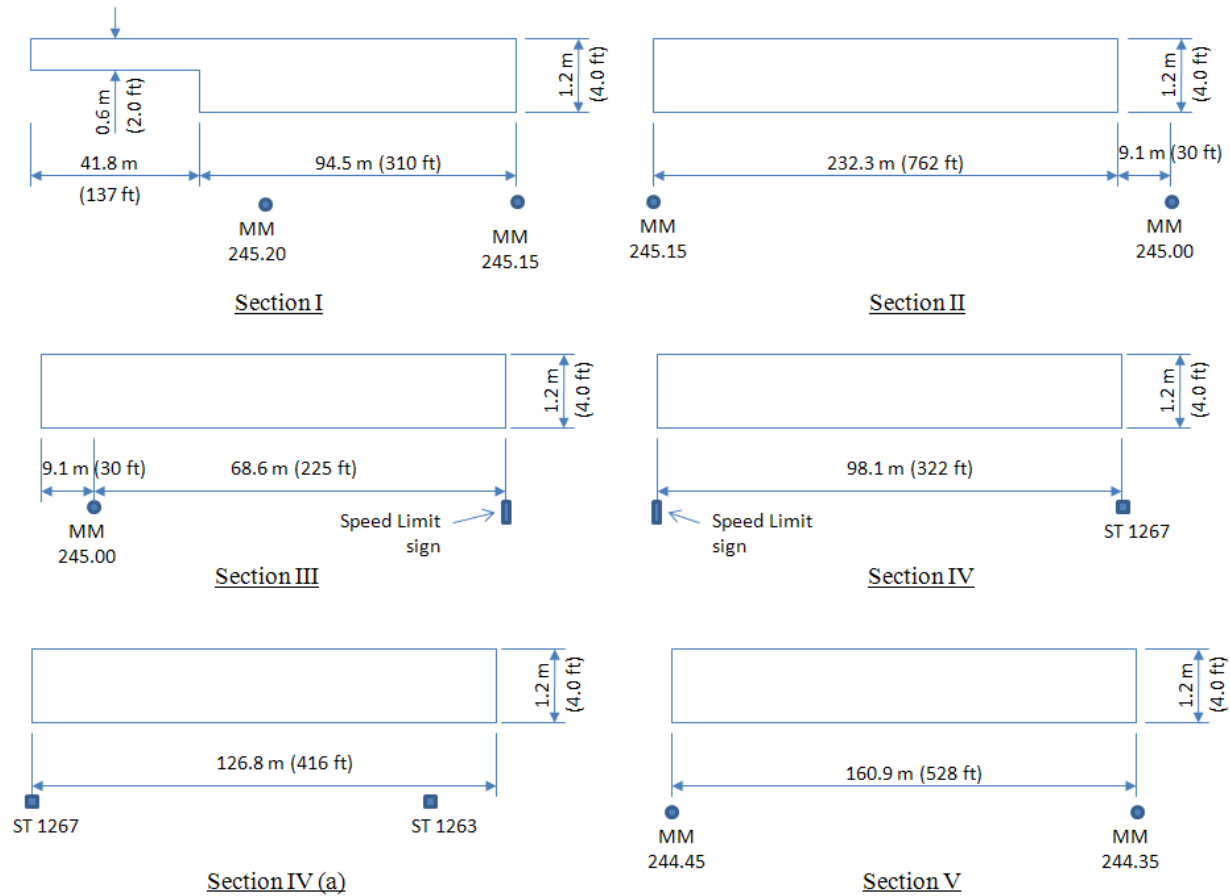 0.6 m
(2.0 ft)
1.2 m
(4.0 ft)
41.8 m
(137 ft)
94.5 m (310 ft)
MM
245.20
MM
245.15
Section I
1.2 m
(4.0 ft)
232.3 m (762 ft)
9.1 m (30 ft)
MM
245.15
MM
245.00
Section II
1.2 m
(4.0 ft)
9.1 m (30 ft)
68.6 m (225 ft)
MM
245.00
Speed Limit
sign
Section III
1.2 m
(4.0 ft)
98.1 m (322 ft)
Speed Limit
sign
ST 1267
Section IV
1.2 m
(4.0 ft)
126.8 m (416 ft)
ST 1267
ST 1263
Section IV (a)
1.2 m
(4.0 ft)
160.9 m (528 ft)
MM
244.45
MM
244.35
Section V